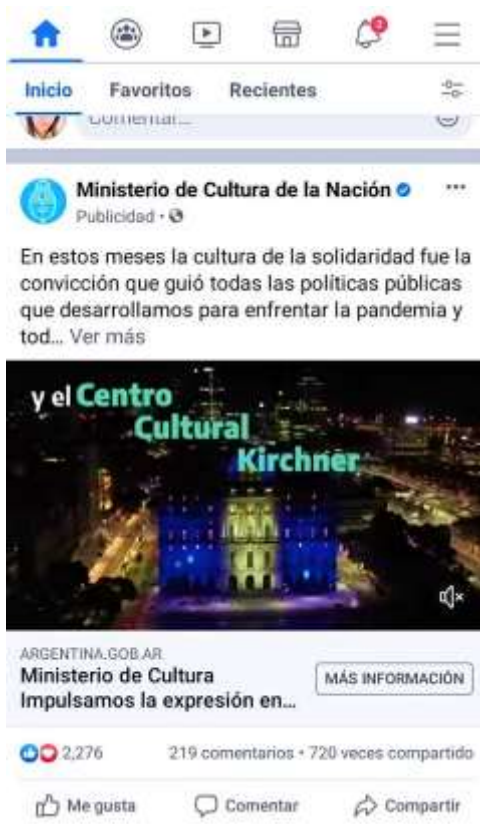 2
Inicio Favoritos Recientes
Comentar...
Ministerio de Cultura de la Nación
Publicidad ·
En estos meses la cultura de la solidaridad fue la
convicción que guió todas las políticas públicas
que desarrollamos para enfrentar la pandemia y
tod... Ver más
y el Centro
Cultural
Kirchner
ARGENTINA.GOB.AR
Ministerio de Cultura
Impulsamos la expresión en...
MÁS INFORMACIÓN
2,276 219 comentarios • 720 veces compartido
Me gusta Comentar Compartir